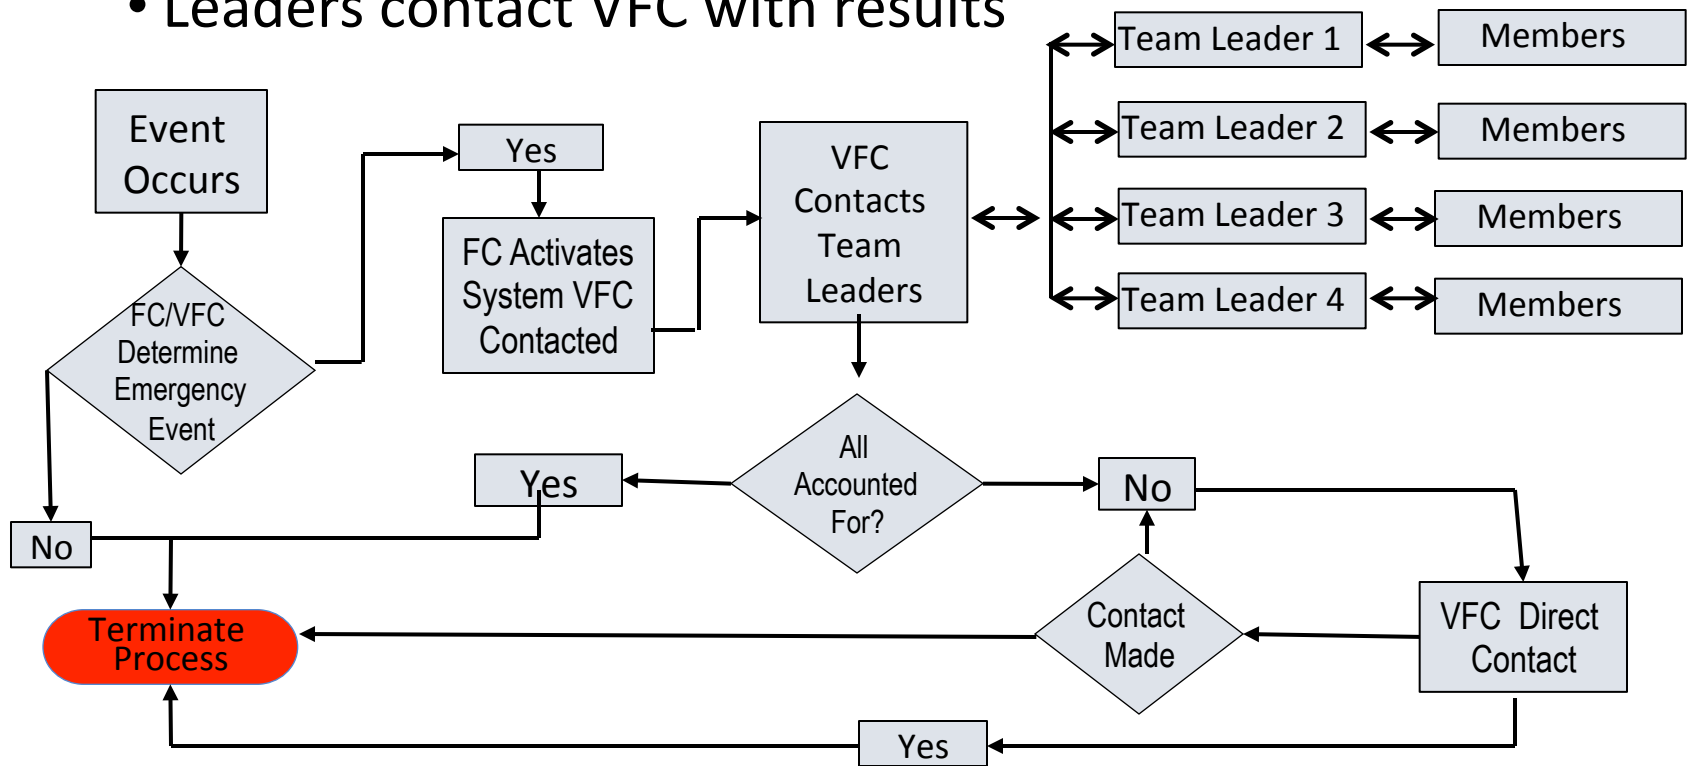 • Leaders contact VFC with results
Event
Occurs
FC/VFC
Determine
Emergency
Event
No
Yes
FC Activates
System VFC
Contacted
VFC
Contacts
Team
Leaders
Team Leader 1
Members
Team Leader 2
Members
Team Leader 3
Members
Team Leader 4
Members
All
Accounted
For?
Yes
No
VFC Direct
Contact
Contact
Made
Yes
Terminate
Process